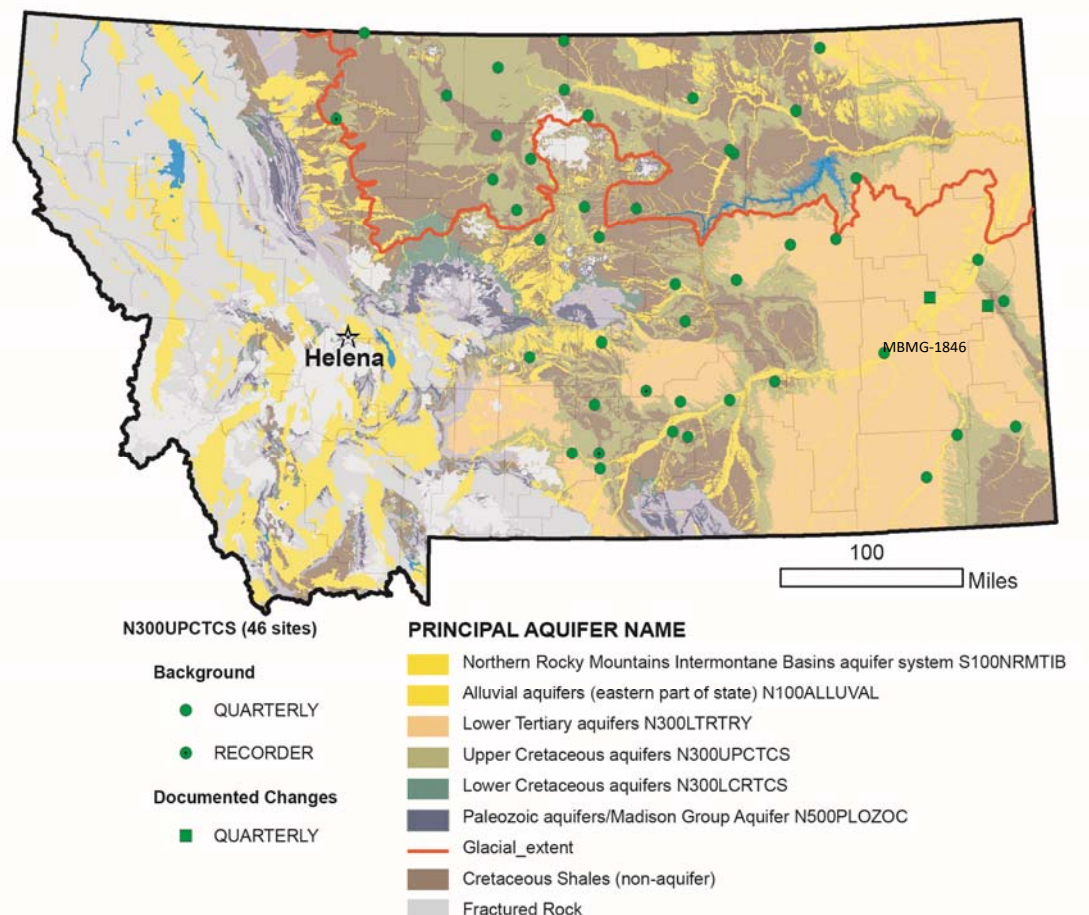 MBMG-1846
Helena
100
Miles
N300UPCTCS (46 sites)
Background
QUARTERLY
RECORDER
Documented Changes
QUARTERLY
PRINCIPAL AQUIFER NAME
Northern Rocky Mountains Intermontane Basins aquifer system S100NRMTIB
Alluvial aquifers (eastern part of state) N100ALLUVAL
Lower Tertiary aquifers N300LTRTRY
Upper Cretaceous aquifers N300UPCTCS
Lower Cretaceous aquifers N300LCRTCS
Paleozoic aquifers/Madison Group Aquifer N500PLOZOC
Glacial_extent
Cretaceous Shales (non-aquifer)
Fractured Rock